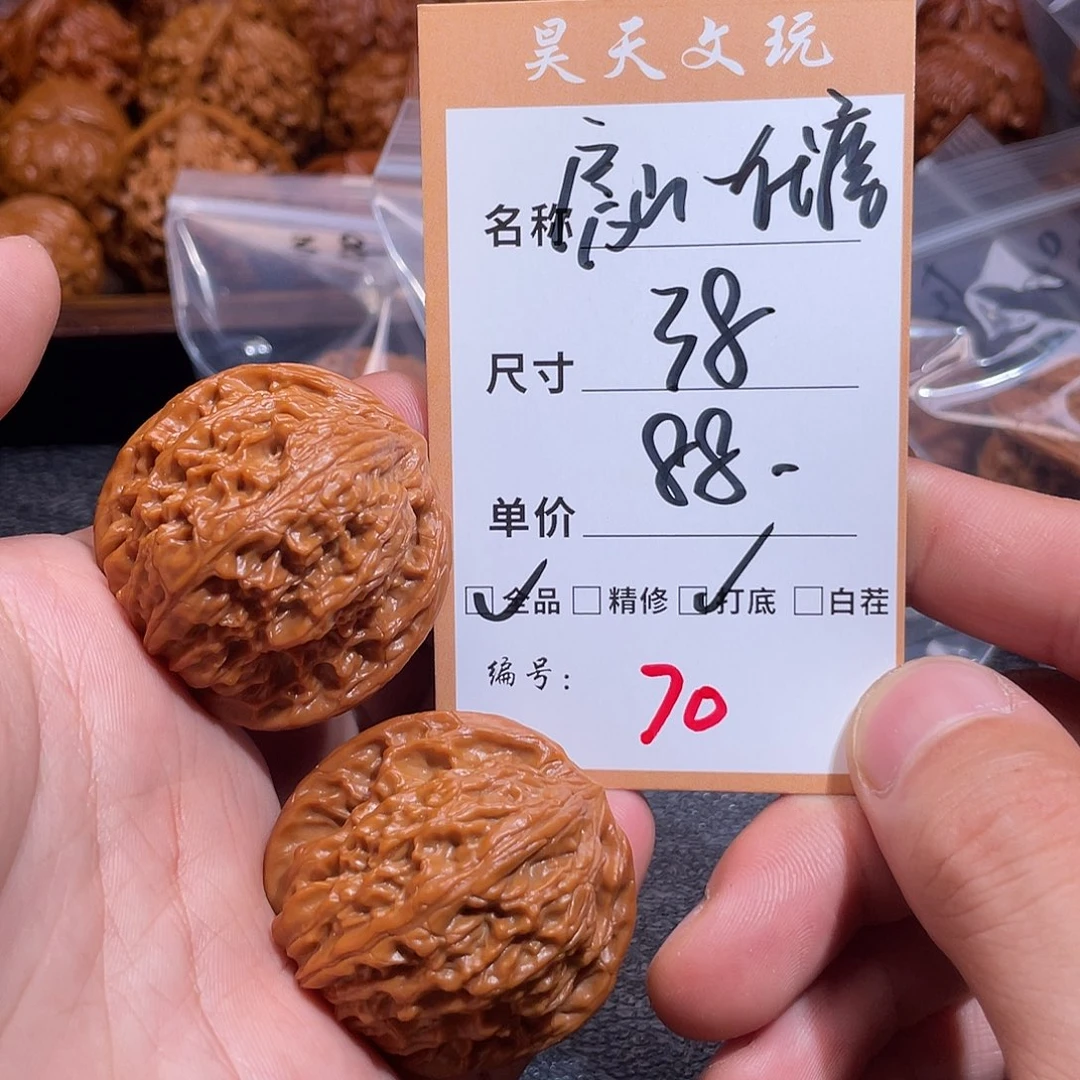 昊天文玩
名称
尺寸 38
单价 88-
全品 精修 打底 白茬
编号: 70